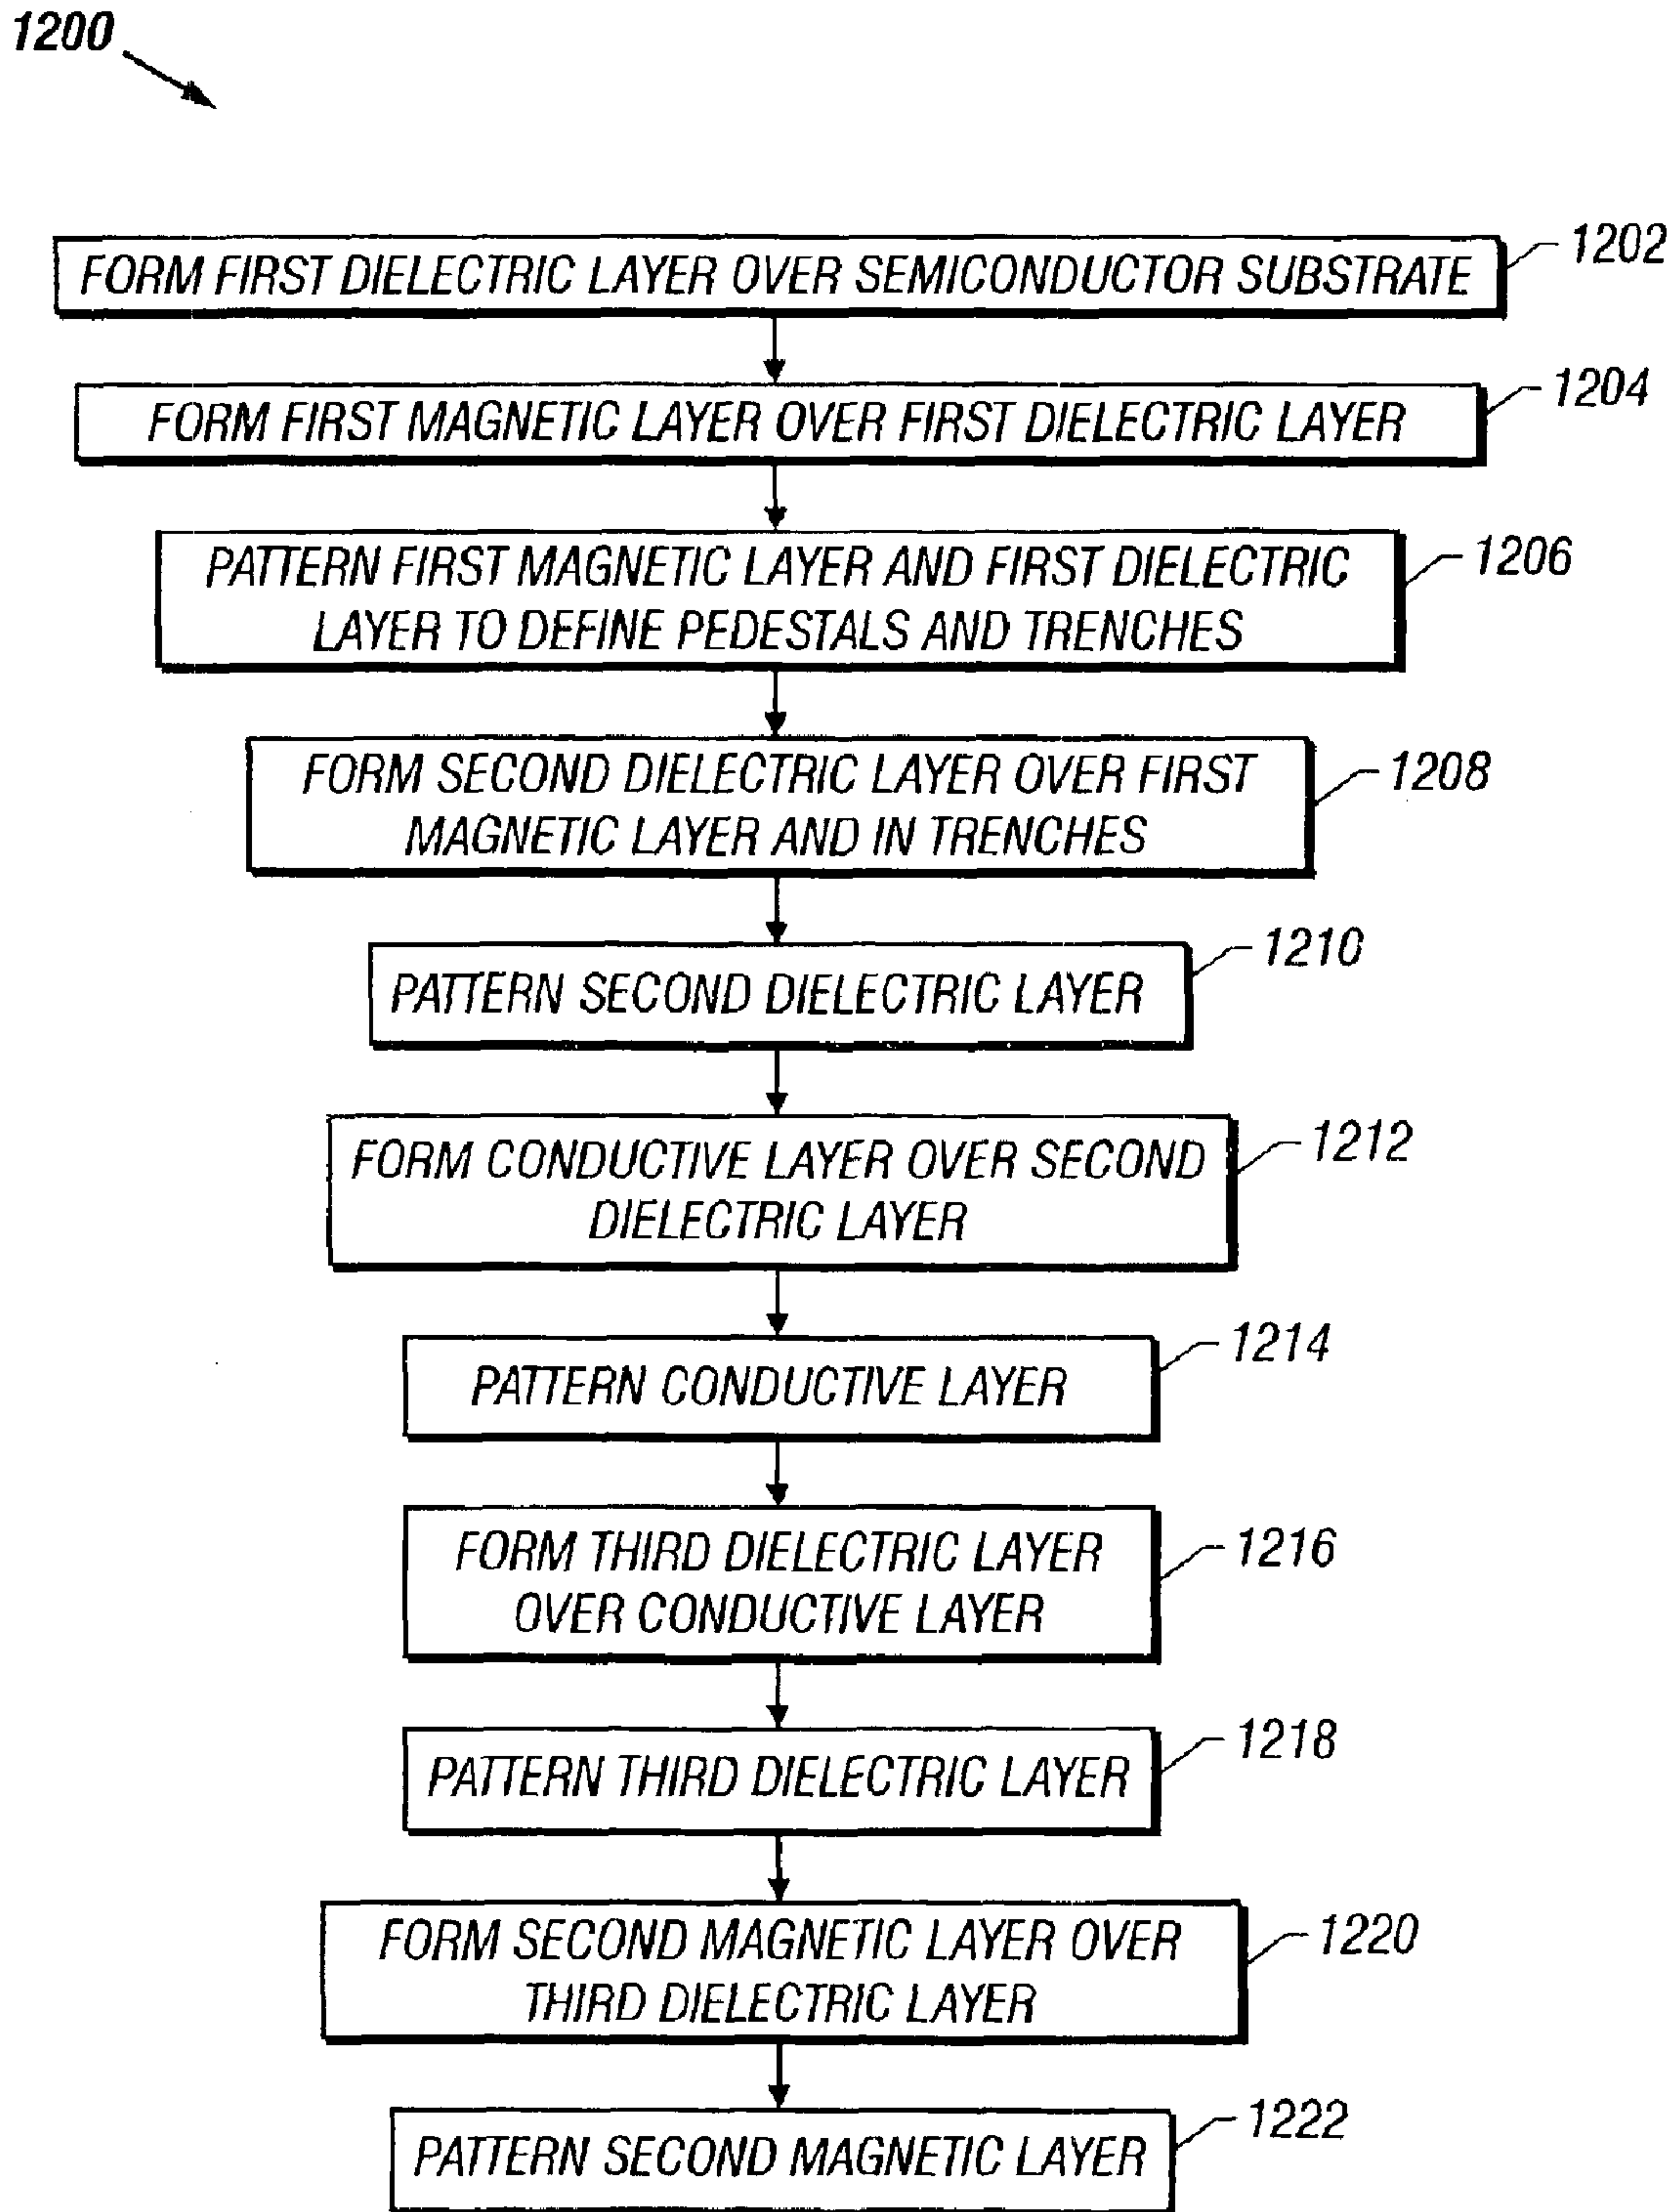 1200
FORM FIRST DIELECTRIC LAYER OVER SEMICONDUCTOR SUBSTRATE
1202
FORM FIRST MAGNETIC LAYER OVER FIRST DIELECTRIC LAYER
1204
PATTERN FIRST MAGNETIC LAYER AND FIRST DIELECTRIC
LAYER TO DEFINE PEDESTALS AND TRENCHES
1206
FORM SECOND DIELECTRIC LAYER OVER FIRST
MAGNETIC LAYER AND IN TRENCHES
1208
PATTERN SECOND DIELECTRIC LAYER
1210
FORM CONDUCTIVE LAYER OVER SECOND
DIELECTRIC LAYER
1212
PATTERN CONDUCTIVE LAYER
1214
FORM THIRD DIELECTRIC LAYER
OVER CONDUCTIVE LAYER
1216
PATTERN THIRD DIELECTRIC LAYER
1218
FORM SECOND MAGNETIC LAYER OVER
THIRD DIELECTRIC LAYER
1220
PATTERN SECOND MAGNETIC LAYER
1222